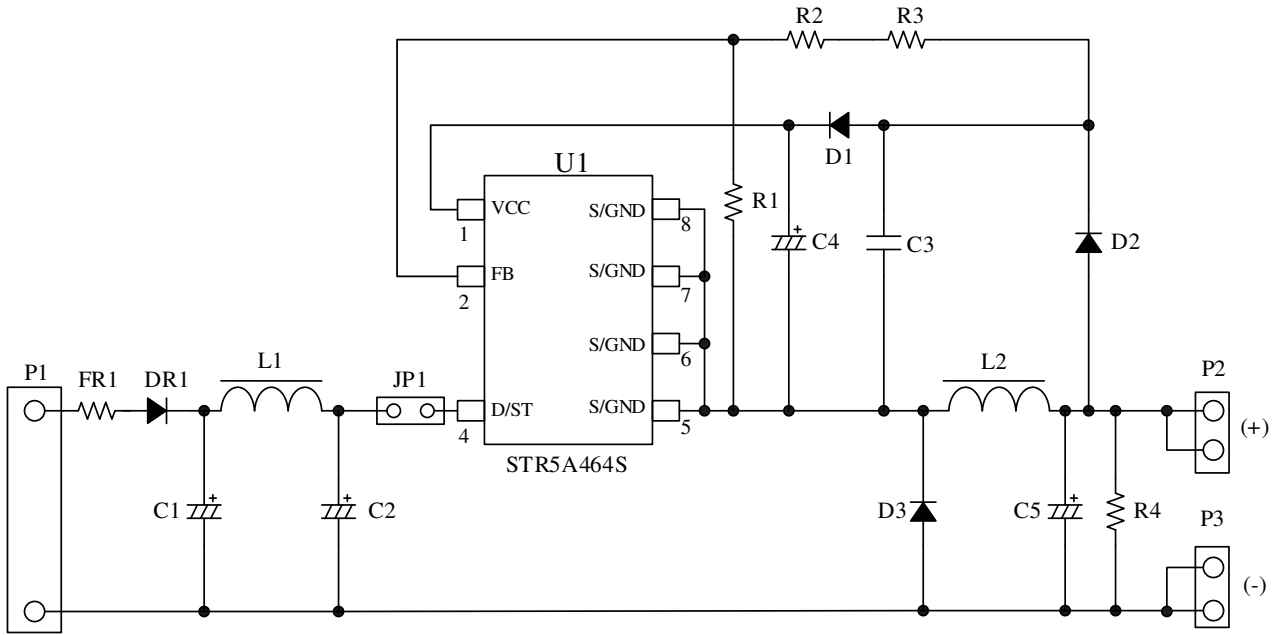 R2 R3
D1
U1
VCC S/GND
1 8
R1 C4 C3 D2
FB S/GND
2 7
S/GND
6
P1 FR1 DR1 L1 JP1 D/ST S/GND L2 P2
4 5
(+)
STR5A464S
C1 C2 D3 C5 R4 P3
(-)
+
+
+
+